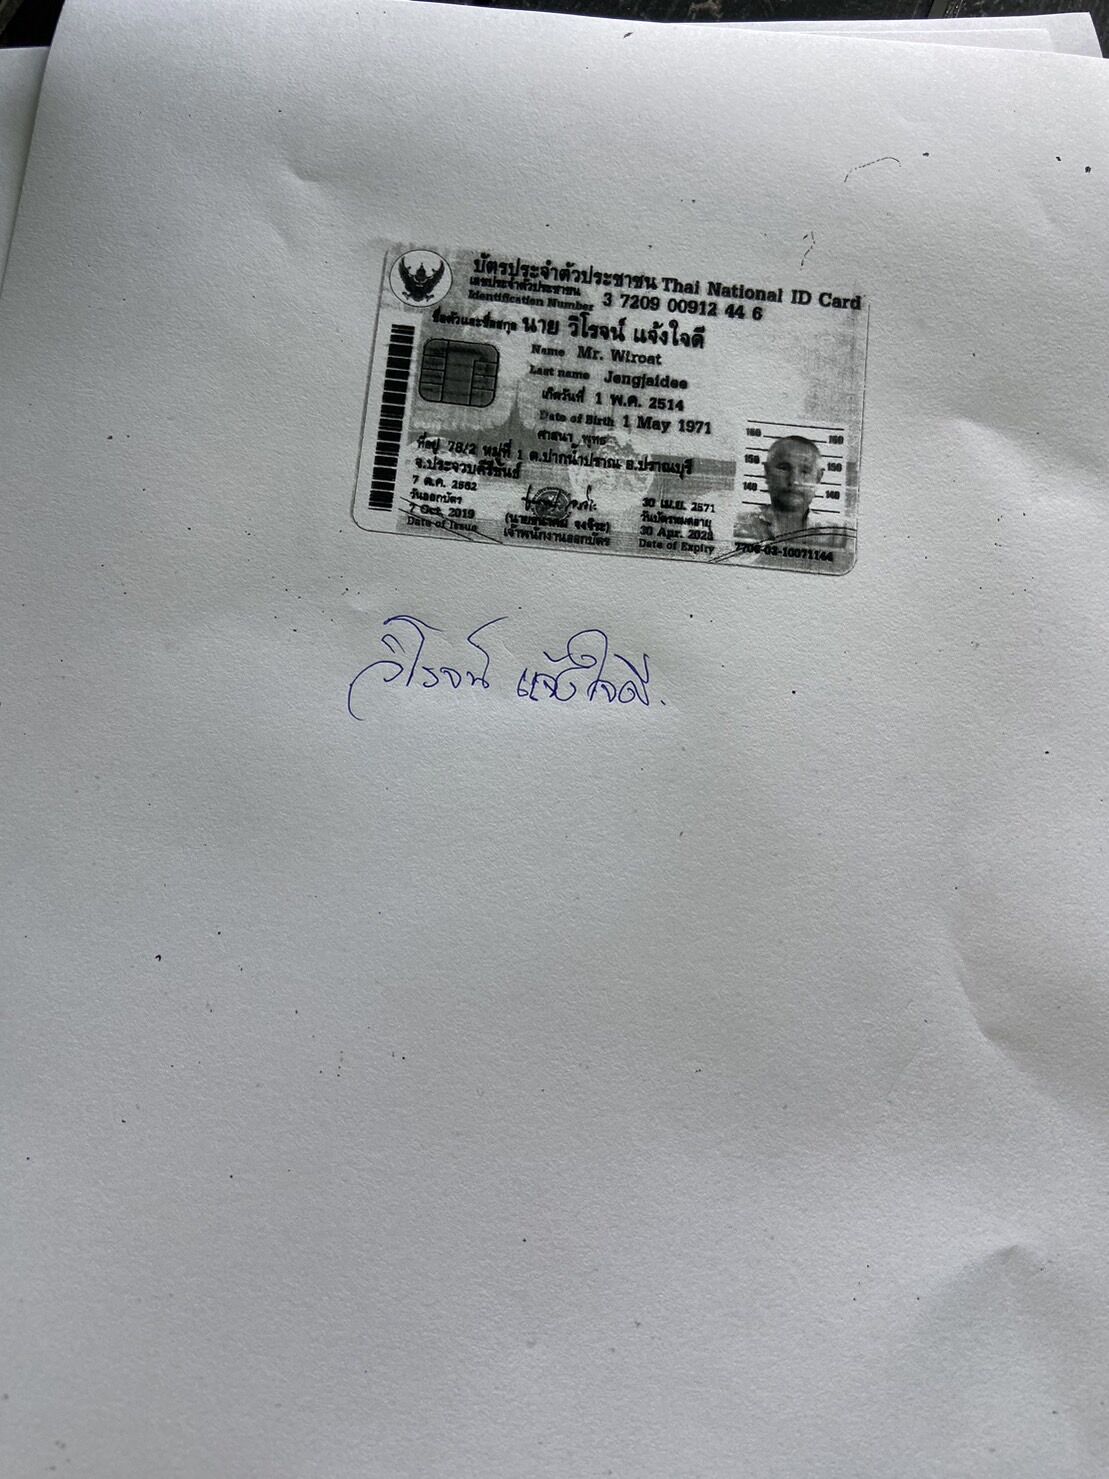 บัตรประจำตัวประชาชน Thai National ID Card
เลขประจำตัวประชาชน
Identification Number 3 7209 00912 44 6
ชื่อตัวและชื่อสกุล นาย วิโรจน์ แจ้งใจดี
Name Mr. Wiroat
Last name Jengjaidee
เกิดวันที่ 1 พ.ค. 2514
Date of Birth 1 May 1971
ศาสนา พุทธ
ที่อยู่ 78/2 หมู่ที่ 1 ต.ปากน้ำปราณ อ.ปราณบุรี
จ.ประจวบคีรีขันธ์
7 ต.ค. 2562
วันออกบัตร
7 Oct. 2019
Date of Issue
เจ้าพนักงานออกบัตร
30 เม.ย. 2571
วันบัตรหมดอายุ
30 Apr. 2028
Date of Expiry
160 160
150 150
140 140
7706-03-10071144
วิโรจน์ แจ้งใจดี.